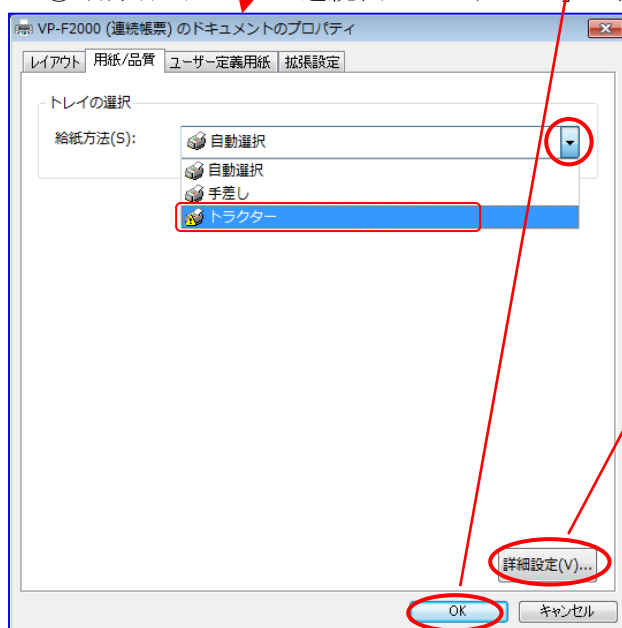 VP-F2000 (連続帳票) のドキュメントのプロパティ
レイアウト 用紙/品質 ユーザー定義用紙 拡張設定
トレイの選択
給紙方法(S): 自動選択
自動選択
手差し
トラクター
詳細設定(V)...
OK キャンセル